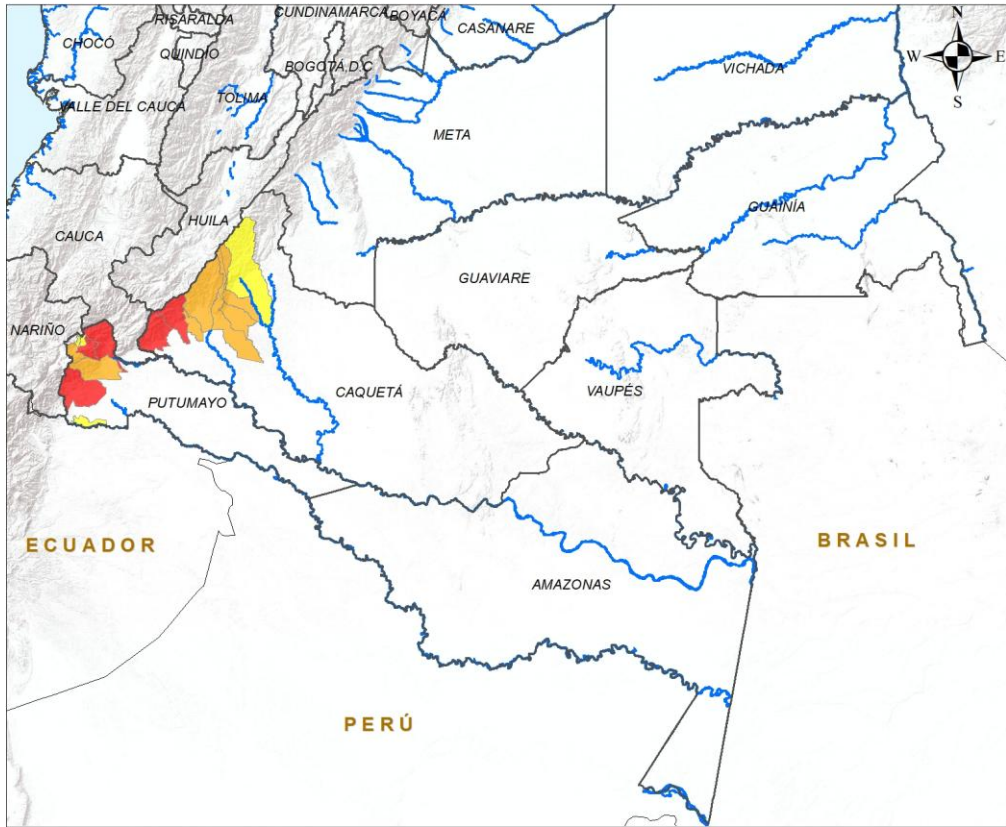 CUNDINAMARCA
BOYACÁ
RISARALDA
CASANARE
N
CHOCÓ
QUINDÍO
BOGOTÁ D.C
W
E
VICHADA
S
TOLIMA
VALLE DEL CAUCA
META
GUAINÍA
HUILA
CAUCA
GUAVIARE
NARIÑO
CAQUETÁ
VAUPÉS
PUTUMAYO
ECUADOR
BRASIL
AMAZONAS
PERÚ